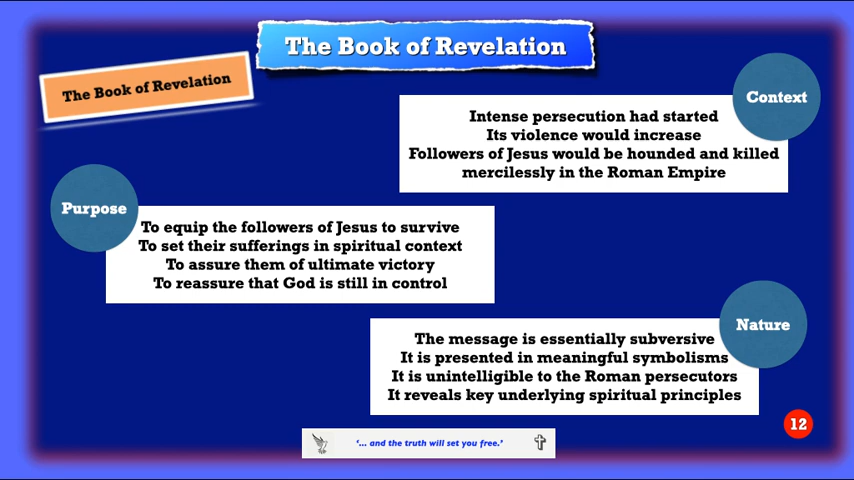 The Book of Revelation
The Book of Revelation
Context
Intense persecution had started
Its violence would increase
Followers of Jesus would be hounded and killed
mercilessly in the Roman Empire
Purpose
To equip the followers of Jesus to survive
To set their sufferings in spiritual context
To assure them of ultimate victory
To reassure that God is still in control
Nature
The message is essentially subversive
It is presented in meaningful symbolisms
It is unintelligible to the Roman persecutors
It reveals key underlying spiritual principles
12
‘... and the truth will set you free.’